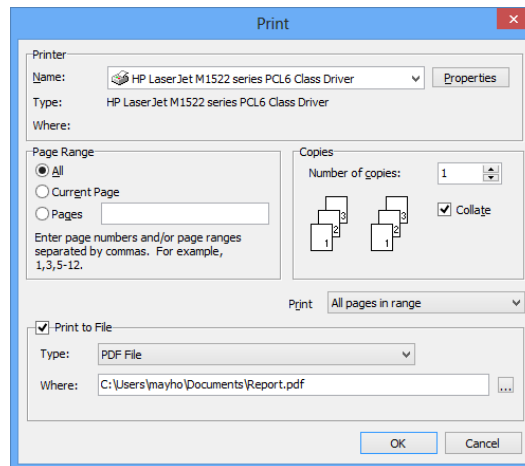 Print
Printer
Name: HP LaserJet M1522 series PCL6 Class Driver Properties
Type: HP LaserJet M1522 series PCL6 Class Driver
Where:
Page Range
All
Current Page
Pages
Enter page numbers and/or page ranges
separated by commas. For example,
1,3,5-12.
Copies
Number of copies: 1
3 3
2 2
1 1
Collate
Print All pages in range
Print to File
Type: PDF File
Where: C:\Users\mayho\Documents\Report.pdf ...
OK Cancel